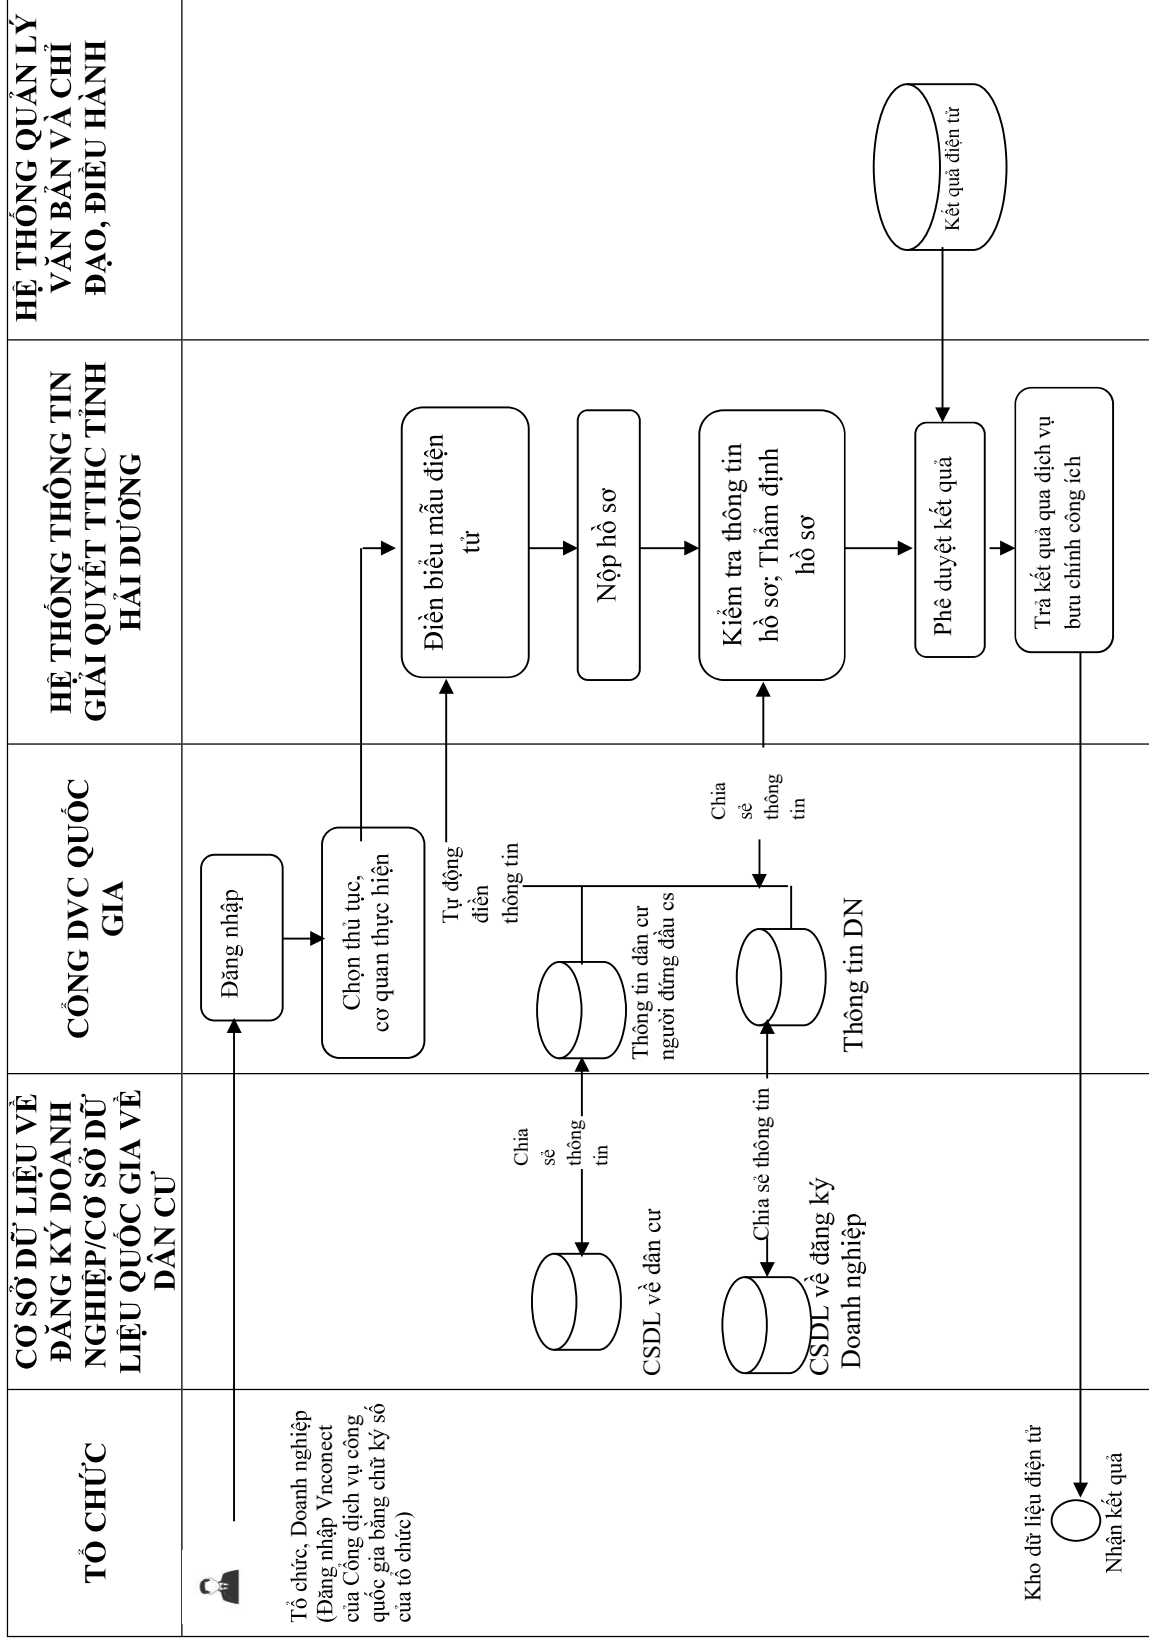 TỔ CHỨC
CƠ SỞ DỮ LIỆU VỀ
ĐĂNG KÝ DOANH
NGHIỆP/CƠ SỞ DỮ
LIỆU QUỐC GIA VỀ
DÂN CƯ
CỔNG DVC QUỐC
GIA
HỆ THỐNG THÔNG TIN
GIẢI QUYẾT TTHC TỈNH
HẢI DƯƠNG
HỆ THỐNG QUẢN LÝ
VĂN BẢN VÀ CHỈ
ĐẠO, ĐIỀU HÀNH
Tổ chức, Doanh nghiệp
(Đăng nhập Vnconect
của Cổng dịch vụ công
quốc gia bằng chữ ký số
của tổ chức)
Đăng nhập
Chọn thủ tục,
cơ quan thực hiện
Điền biểu mẫu điện
tử
Tự động
điền
thông tin
Nộp hồ sơ
Chia
sẻ
thông
tin
CSDL về dân cư
Thông tin dân cư
người đứng đầu cs
Chia
sẻ
thông
tin
Kiểm tra thông tin
hồ sơ; Thẩm định
hồ sơ
Chia sẻ thông tin
CSDL về đăng ký
Doanh nghiệp
Thông tin DN
Phê duyệt kết quả
Kết quả điện tử
Trả kết quả qua dịch vụ
bưu chính công ích
Kho dữ liệu điện tử
Nhận kết quả